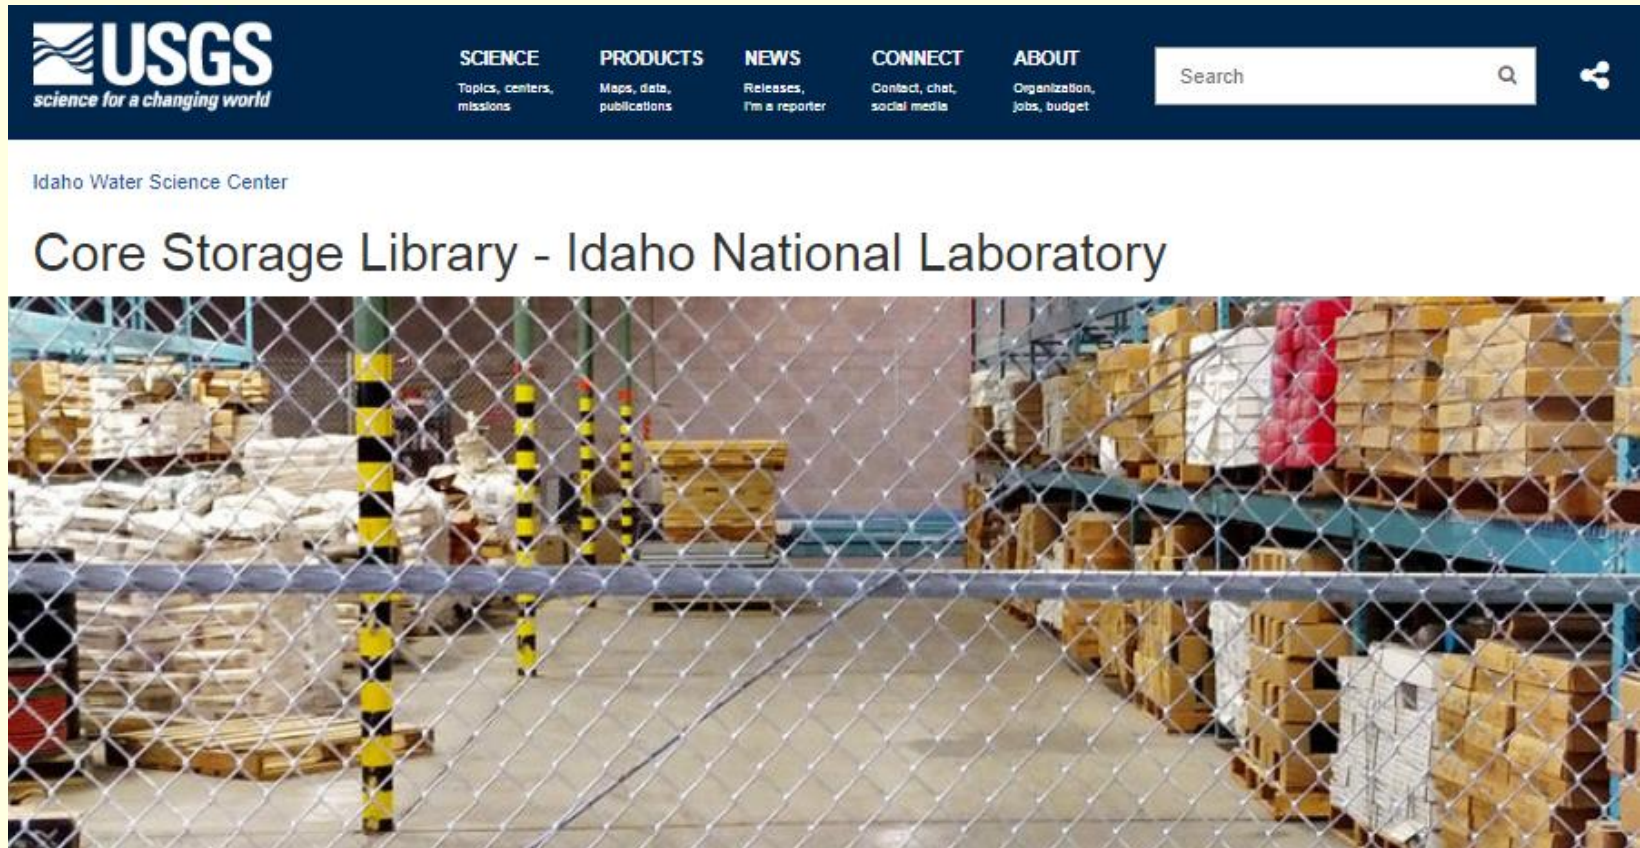 USGS
science for a changing world
SCIENCE
Topics, centers,
missions
PRODUCTS
Maps, data,
publications
NEWS
Releases,
I'm a reporter
CONNECT
Contact, chat,
social media
ABOUT
Organization,
jobs, budget
Search
Idaho Water Science Center
Core Storage Library - Idaho National Laboratory